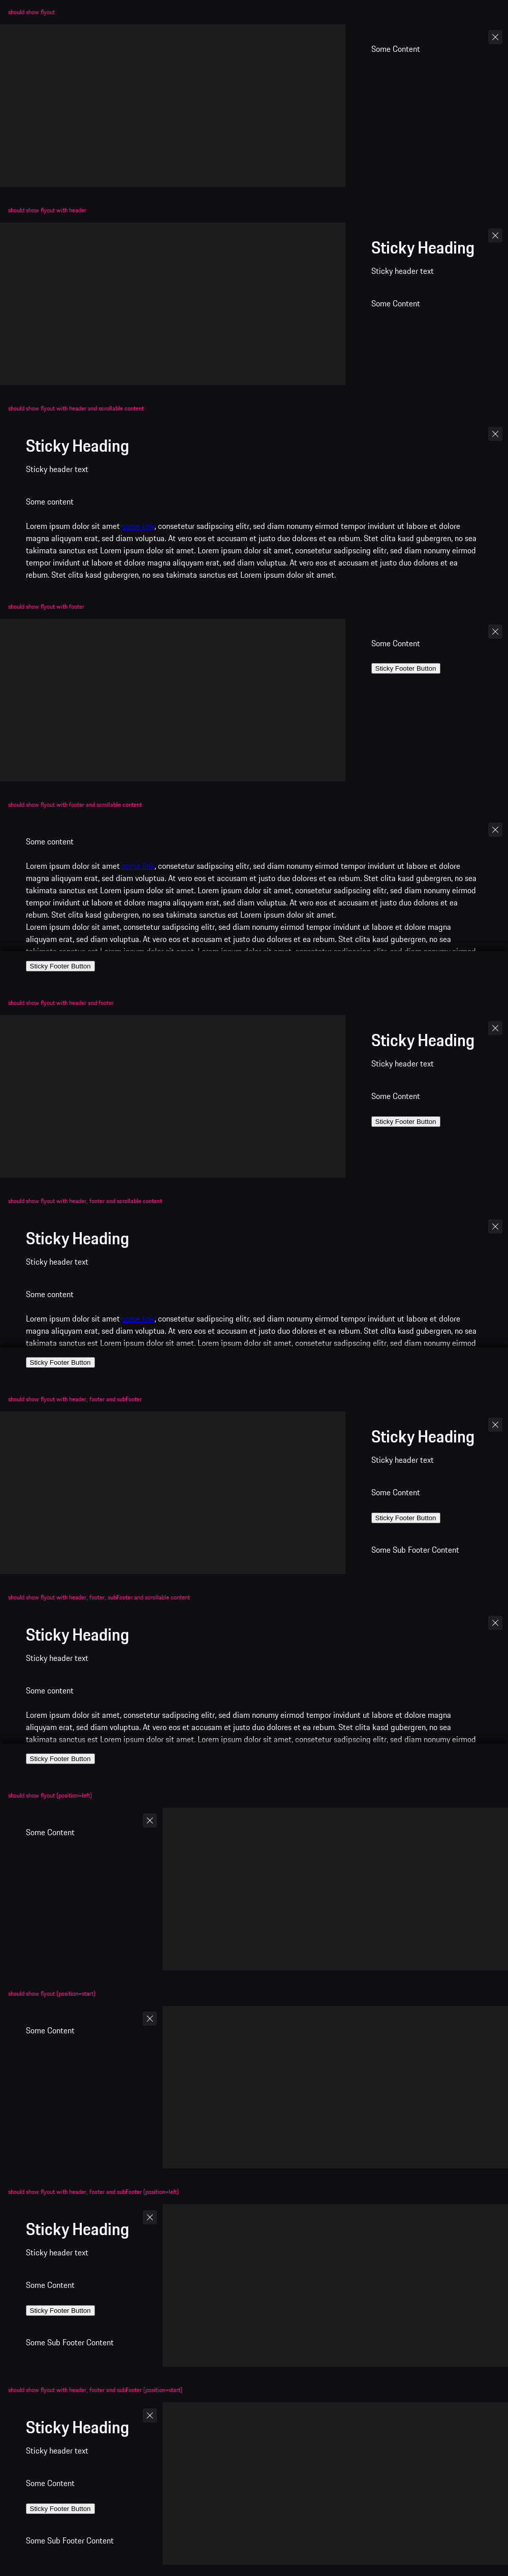 should show flyout
Some Content
should show flyout with header
Sticky Heading
Sticky header text
Some Content
should show flyout with header and scrollable content
Sticky Heading
Sticky header text
Some content
Lorem ipsum dolor sit amet, consetetur sadipscing elitr, sed diam nonumy eirmod tempor invidunt ut labore et dolore
magna aliquyam erat, sed diam voluptua. At vero eos et accusam et justo duo dolores et ea rebum. Stet clita kasd gubergren, no sea
takimata sanctus est Lorem ipsum dolor sit amet. Lorem ipsum dolor sit amet, consetetur sadipscing elitr, sed diam nonumy eirmod
tempor invidunt ut labore et dolore magna aliquyam erat, sed diam voluptua. At vero eos et accusam et justo duo dolores et ea
rebum. Stet clita kasd gubergren, no sea takimata sanctus est Lorem ipsum dolor sit amet.
should show flyout with footer
Some Content
Sticky Footer Button
should show flyout with footer and scrollable content
Some content
Lorem ipsum dolor sit amet, consetetur sadipscing elitr, sed diam nonumy eirmod tempor invidunt ut labore et dolore
magna aliquyam erat, sed diam voluptua. At vero eos et accusam et justo duo dolores et ea rebum. Stet clita kasd gubergren, no sea
takimata sanctus est Lorem ipsum dolor sit amet. Lorem ipsum dolor sit amet, consetetur sadipscing elitr, sed diam nonumy eirmod
tempor invidunt ut labore et dolore magna aliquyam erat, sed diam voluptua. At vero eos et accusam et justo duo dolores et ea
rebum. Stet clita kasd gubergren, no sea takimata sanctus est Lorem ipsum dolor sit amet.
Lorem ipsum dolor sit amet, consetetur sadipscing elitr, sed diam nonumy eirmod tempor invidunt ut labore et dolore magna
aliquyam erat, sed diam voluptua. At vero eos et accusam et justo duo dolores et ea rebum. Stet clita kasd gubergren, no sea
Sticky Footer Button
should show flyout with header and footer
Sticky Heading
Sticky header text
Some Content
Sticky Footer Button
should show flyout with header, footer and scrollable content
Sticky Heading
Sticky header text
Some content
Lorem ipsum dolor sit amet, consetetur sadipscing elitr, sed diam nonumy eirmod tempor invidunt ut labore et dolore
magna aliquyam erat, sed diam voluptua. At vero eos et accusam et justo duo dolores et ea rebum. Stet clita kasd gubergren, no sea
takimata sanctus est Lorem ipsum dolor sit amet. Lorem ipsum dolor sit amet, consetetur sadipscing elitr, sed diam nonumy eirmod
Sticky Footer Button
should show flyout with header, footer and subFooter
Sticky Heading
Sticky header text
Some Content
Sticky Footer Button
Some Sub Footer Content
should show flyout with header, footer, subFooter and scrollable content
Sticky Heading
Sticky header text
Some content
Lorem ipsum dolor sit amet, consetetur sadipscing elitr, sed diam nonumy eirmod tempor invidunt ut labore et dolore magna
aliquyam erat, sed diam voluptua. At vero eos et accusam et justo duo dolores et ea rebum. Stet clita kasd gubergren, no sea
takimata sanctus est Lorem ipsum dolor sit amet. Lorem ipsum dolor sit amet, consetetur sadipscing elitr, sed diam nonumy eirmod
Sticky Footer Button
should show flyout (position=left)
Some Content
should show flyout (position=start)
Some Content
should show flyout with header, footer and subFooter (position=left)
Sticky Heading
Sticky header text
Some Content
Sticky Footer Button
Some Sub Footer Content
should show flyout with header, footer and subFooter (position=start)
Sticky Heading
Sticky header text
Some Content
Sticky Footer Button
Some Sub Footer Content